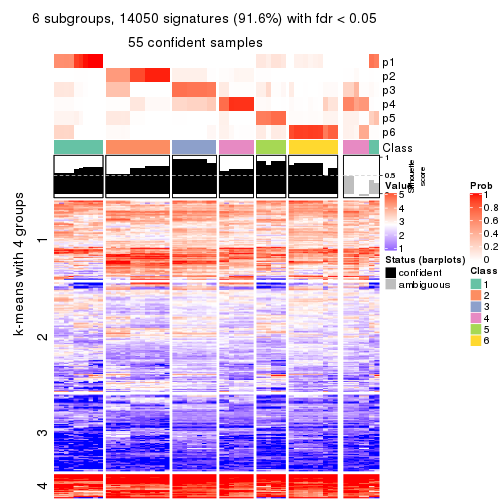 6 subgroups, 14050 signatures (91.6%) with fdr < 0.05
55 confident samples
p1
p2
p3
p4
p5
p6
Class
1
0.5
0
Silhouette
score
k-means with 4 groups
1
2
3
4
Value
5
4
3
2
1
Status (barplots)
confident
ambiguous
Prob
1
0.8
0.6
0.4
0.2
0
Class
1
2
3
4
5
6